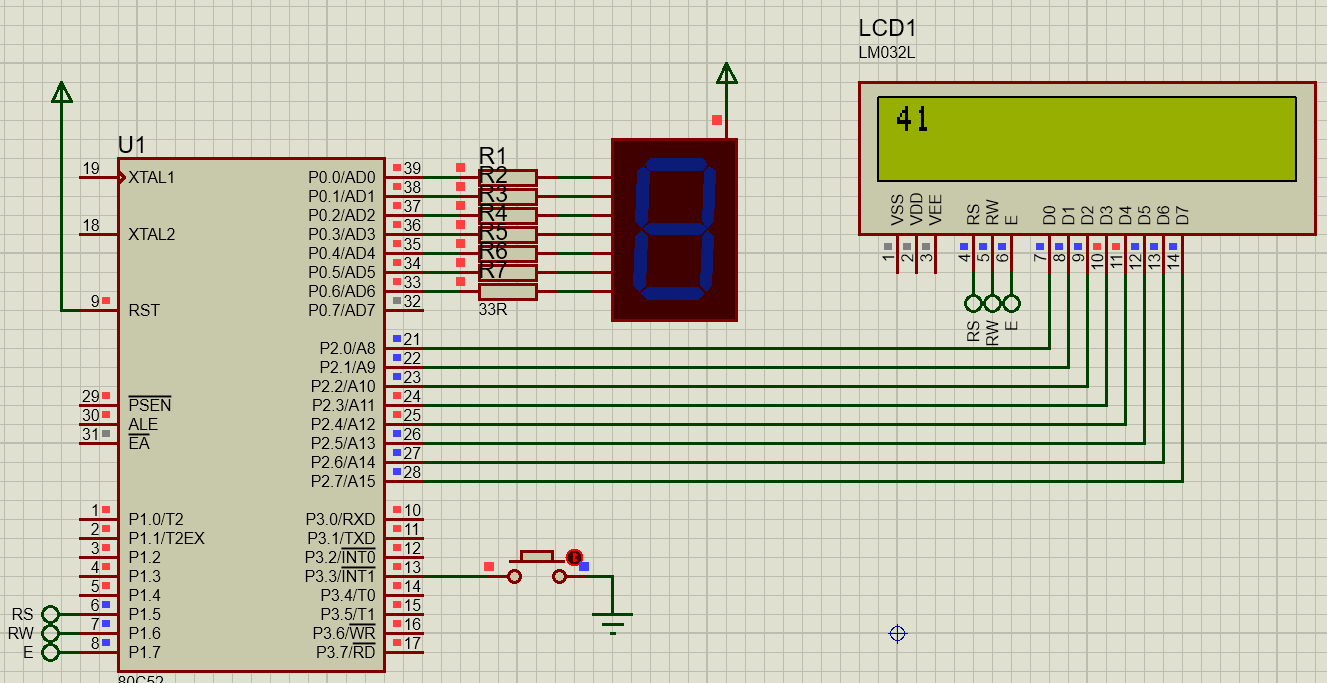 LCD1
LM032L
41
VSS
VDD
VEE
RS
RW
E
D0
D1
D2
D3
D4
D5
D6
D7
1
2
3
4
5
6
7
8
9
10
11
12
13
14
RS
RW
E
U1
19 XTAL1
18 XTAL2
9 RST
29 PSEN
30 ALE
31 EA
1 P1.0/T2
2 P1.1/T2EX
3 P1.2
4 P1.3
5 P1.4
RS 6 P1.5
RW 7 P1.6
E 8 P1.7
P0.0/AD0 39
P0.1/AD1 38
P0.2/AD2 37
P0.3/AD3 36
P0.4/AD4 35
P0.5/AD5 34
P0.6/AD6 33
P0.7/AD7 32
P2.0/A8 21
P2.1/A9 22
P2.2/A10 23
P2.3/A11 24
P2.4/A12 25
P2.5/A13 26
P2.6/A14 27
P2.7/A15 28
P3.0/RXD 10
P3.1/TXD 11
P3.2/INT0 12
P3.3/INT1 13
P3.4/T0 14
P3.5/T1 15
P3.6/WR 16
P3.7/RD 17
80C52
R1
R2
R3
R4
R5
R6
R7
33R